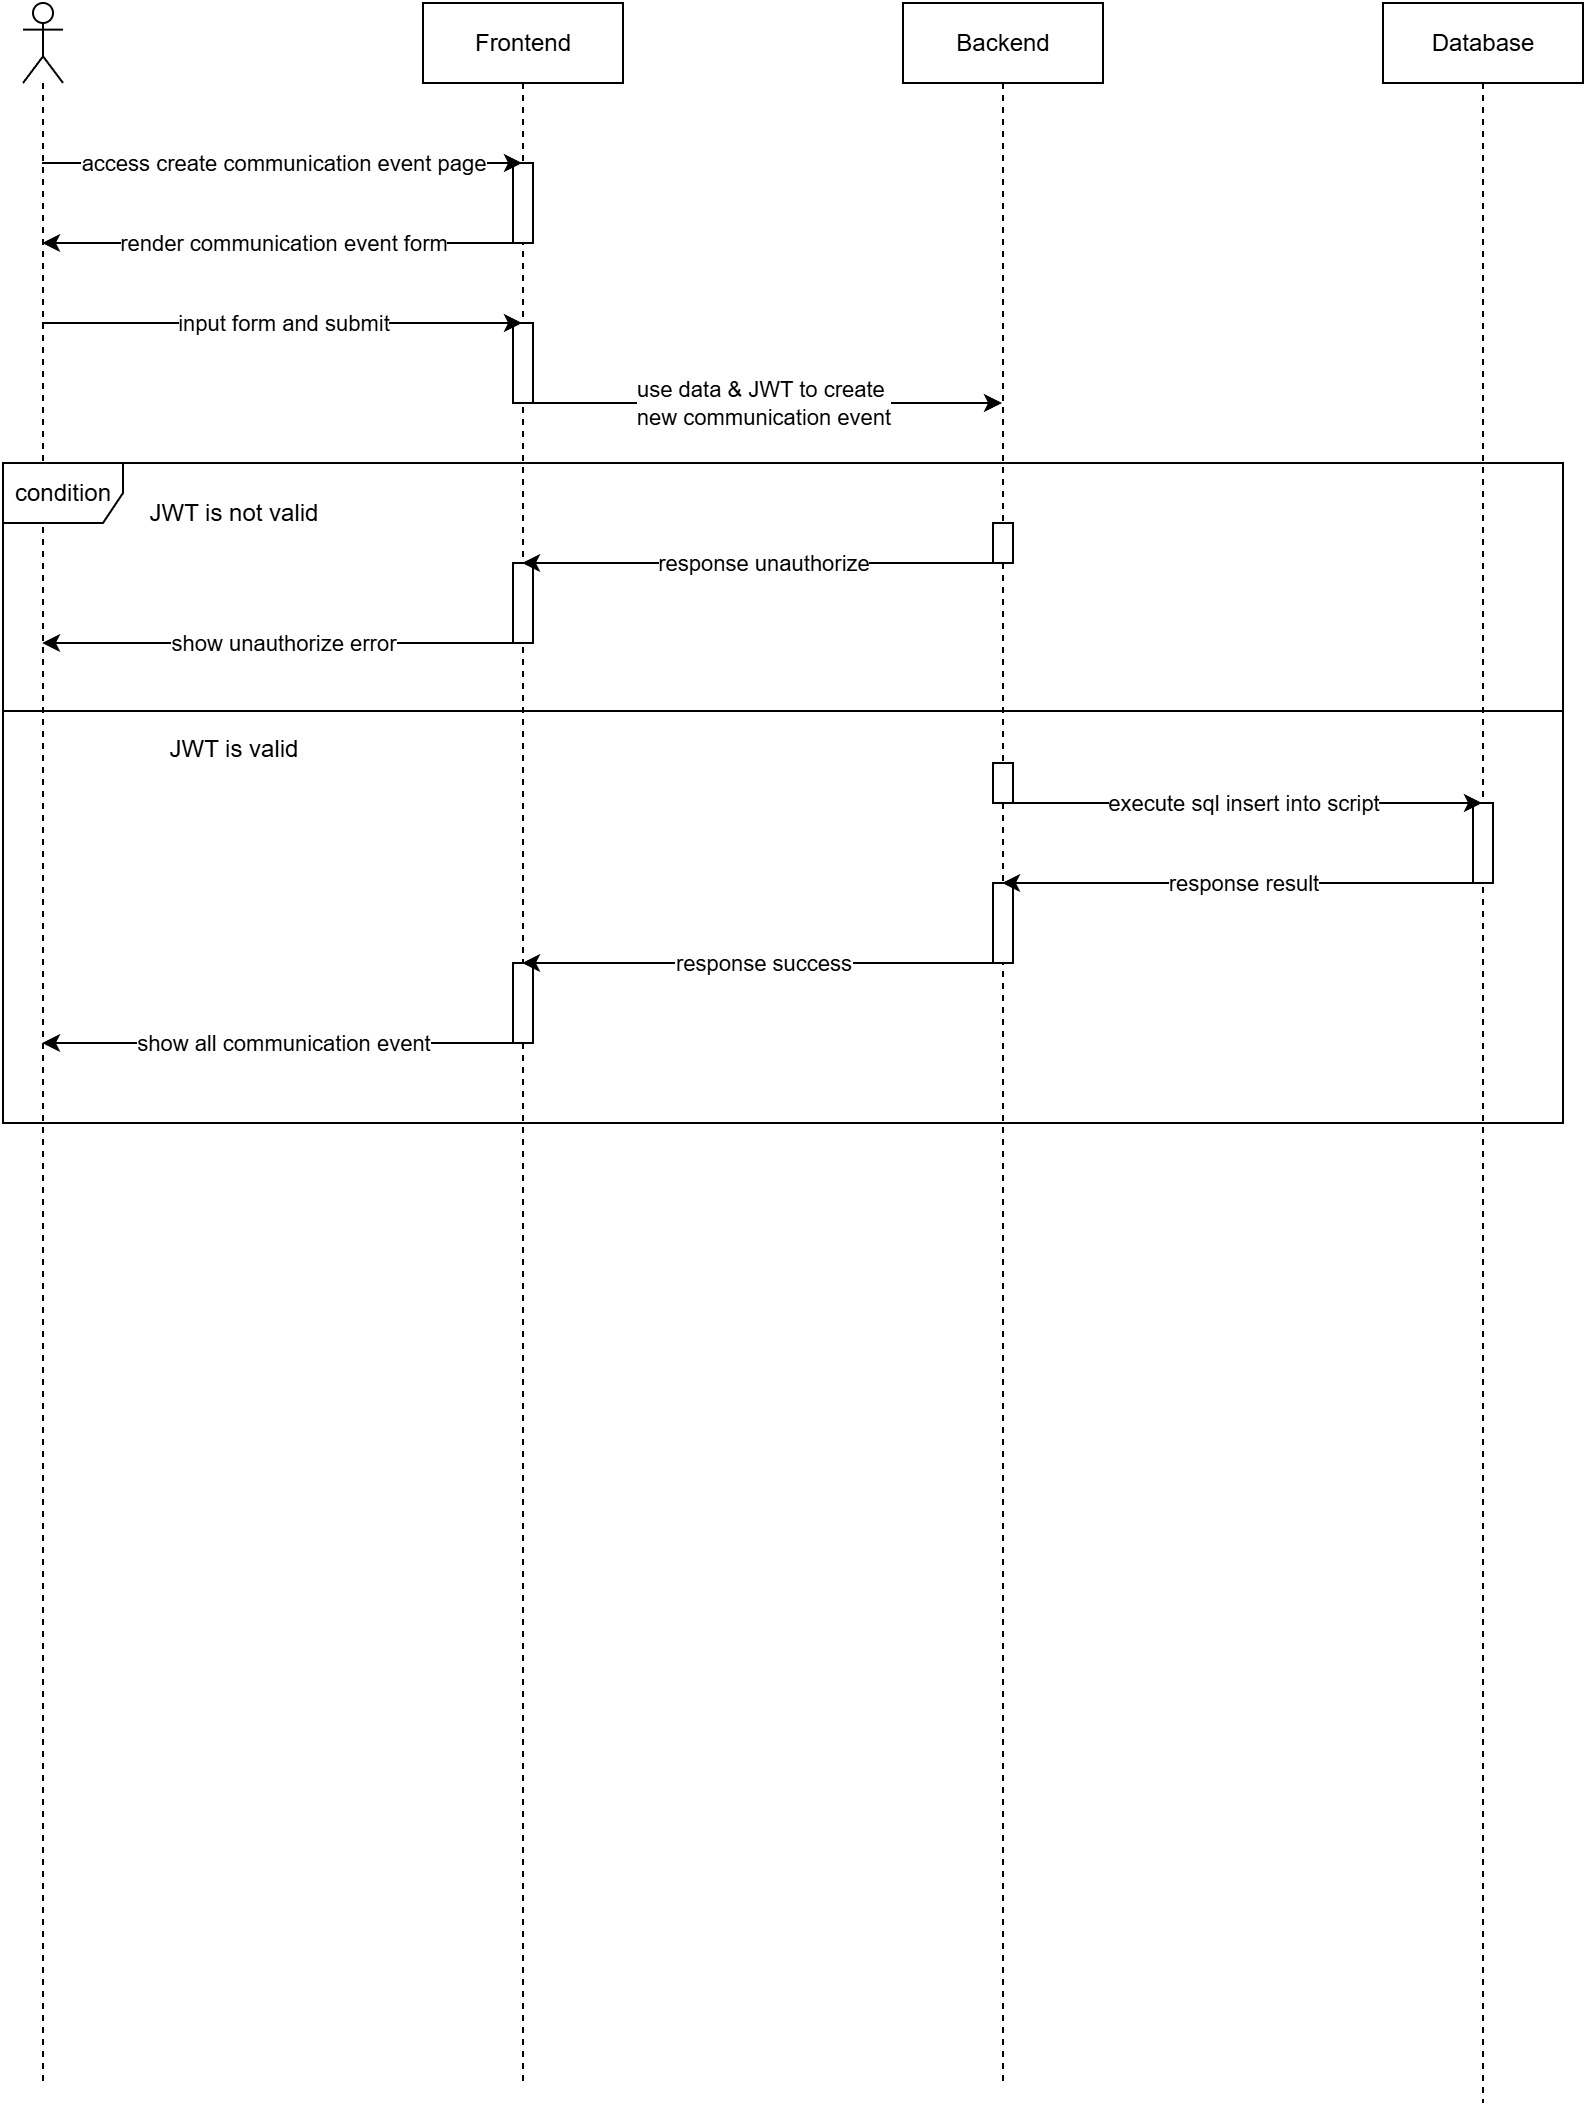 Frontend
Backend
Database
access create communication event page
render communication event form
input form and submit
use data & JWT to create
new communication event
condition
JWT is not valid
response unauthorize
show unauthorize error
JWT is valid
execute sql insert into script
response result
response success
show all communication event